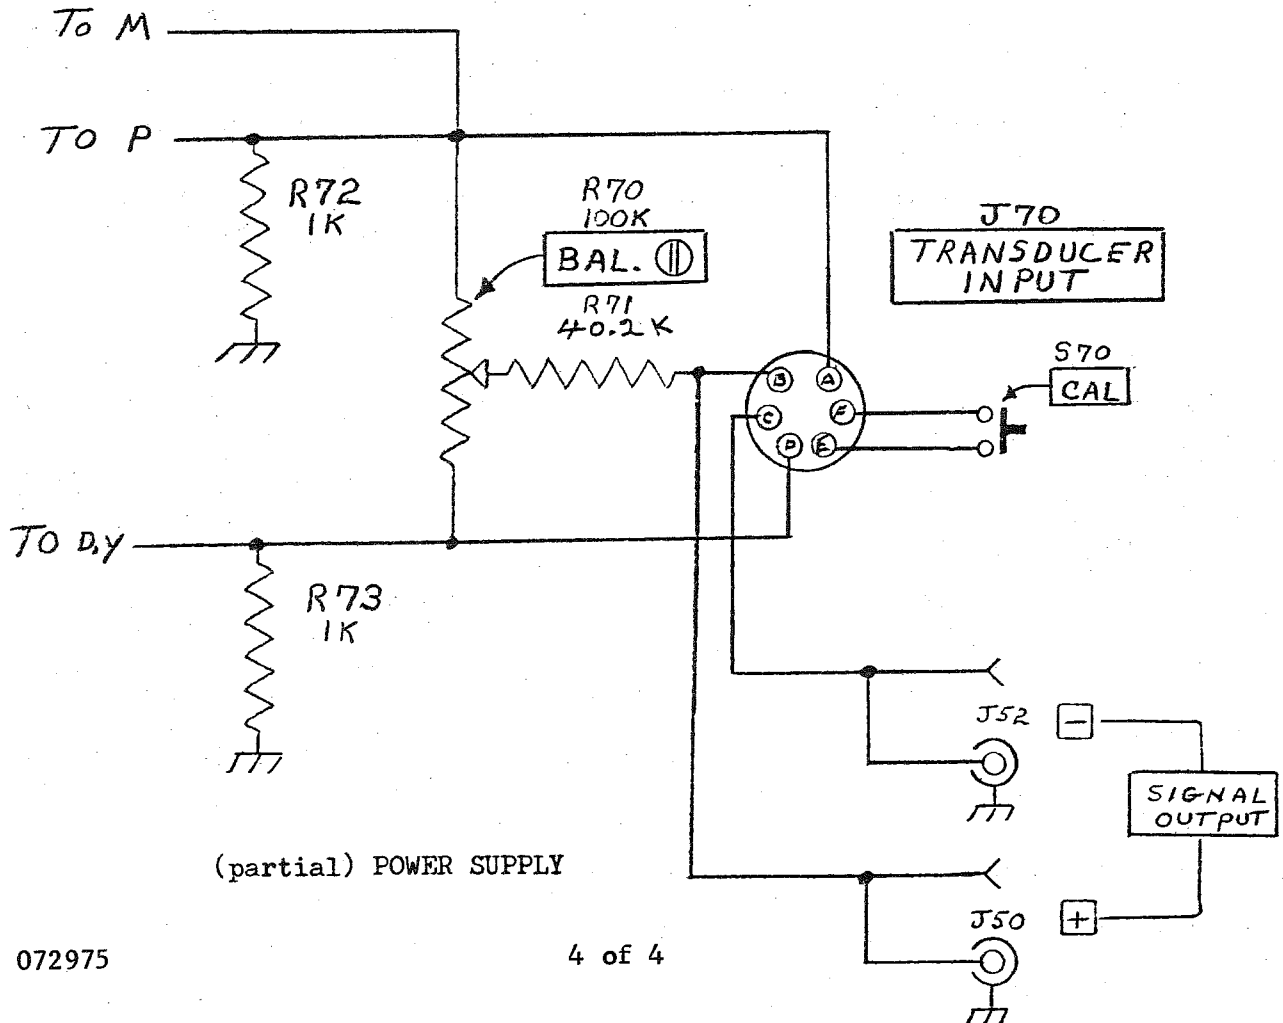 To M
TO P
R72
1K
R70
100K
BAL.
R71
40.2K
J70
TRANSDUCER
INPUT
S70
CAL
B
A
C
F
D
E
TO D,Y
R73
1K
J52
−
SIGNAL
OUTPUT
J50
+
(partial) POWER SUPPLY
072975
4 of 4